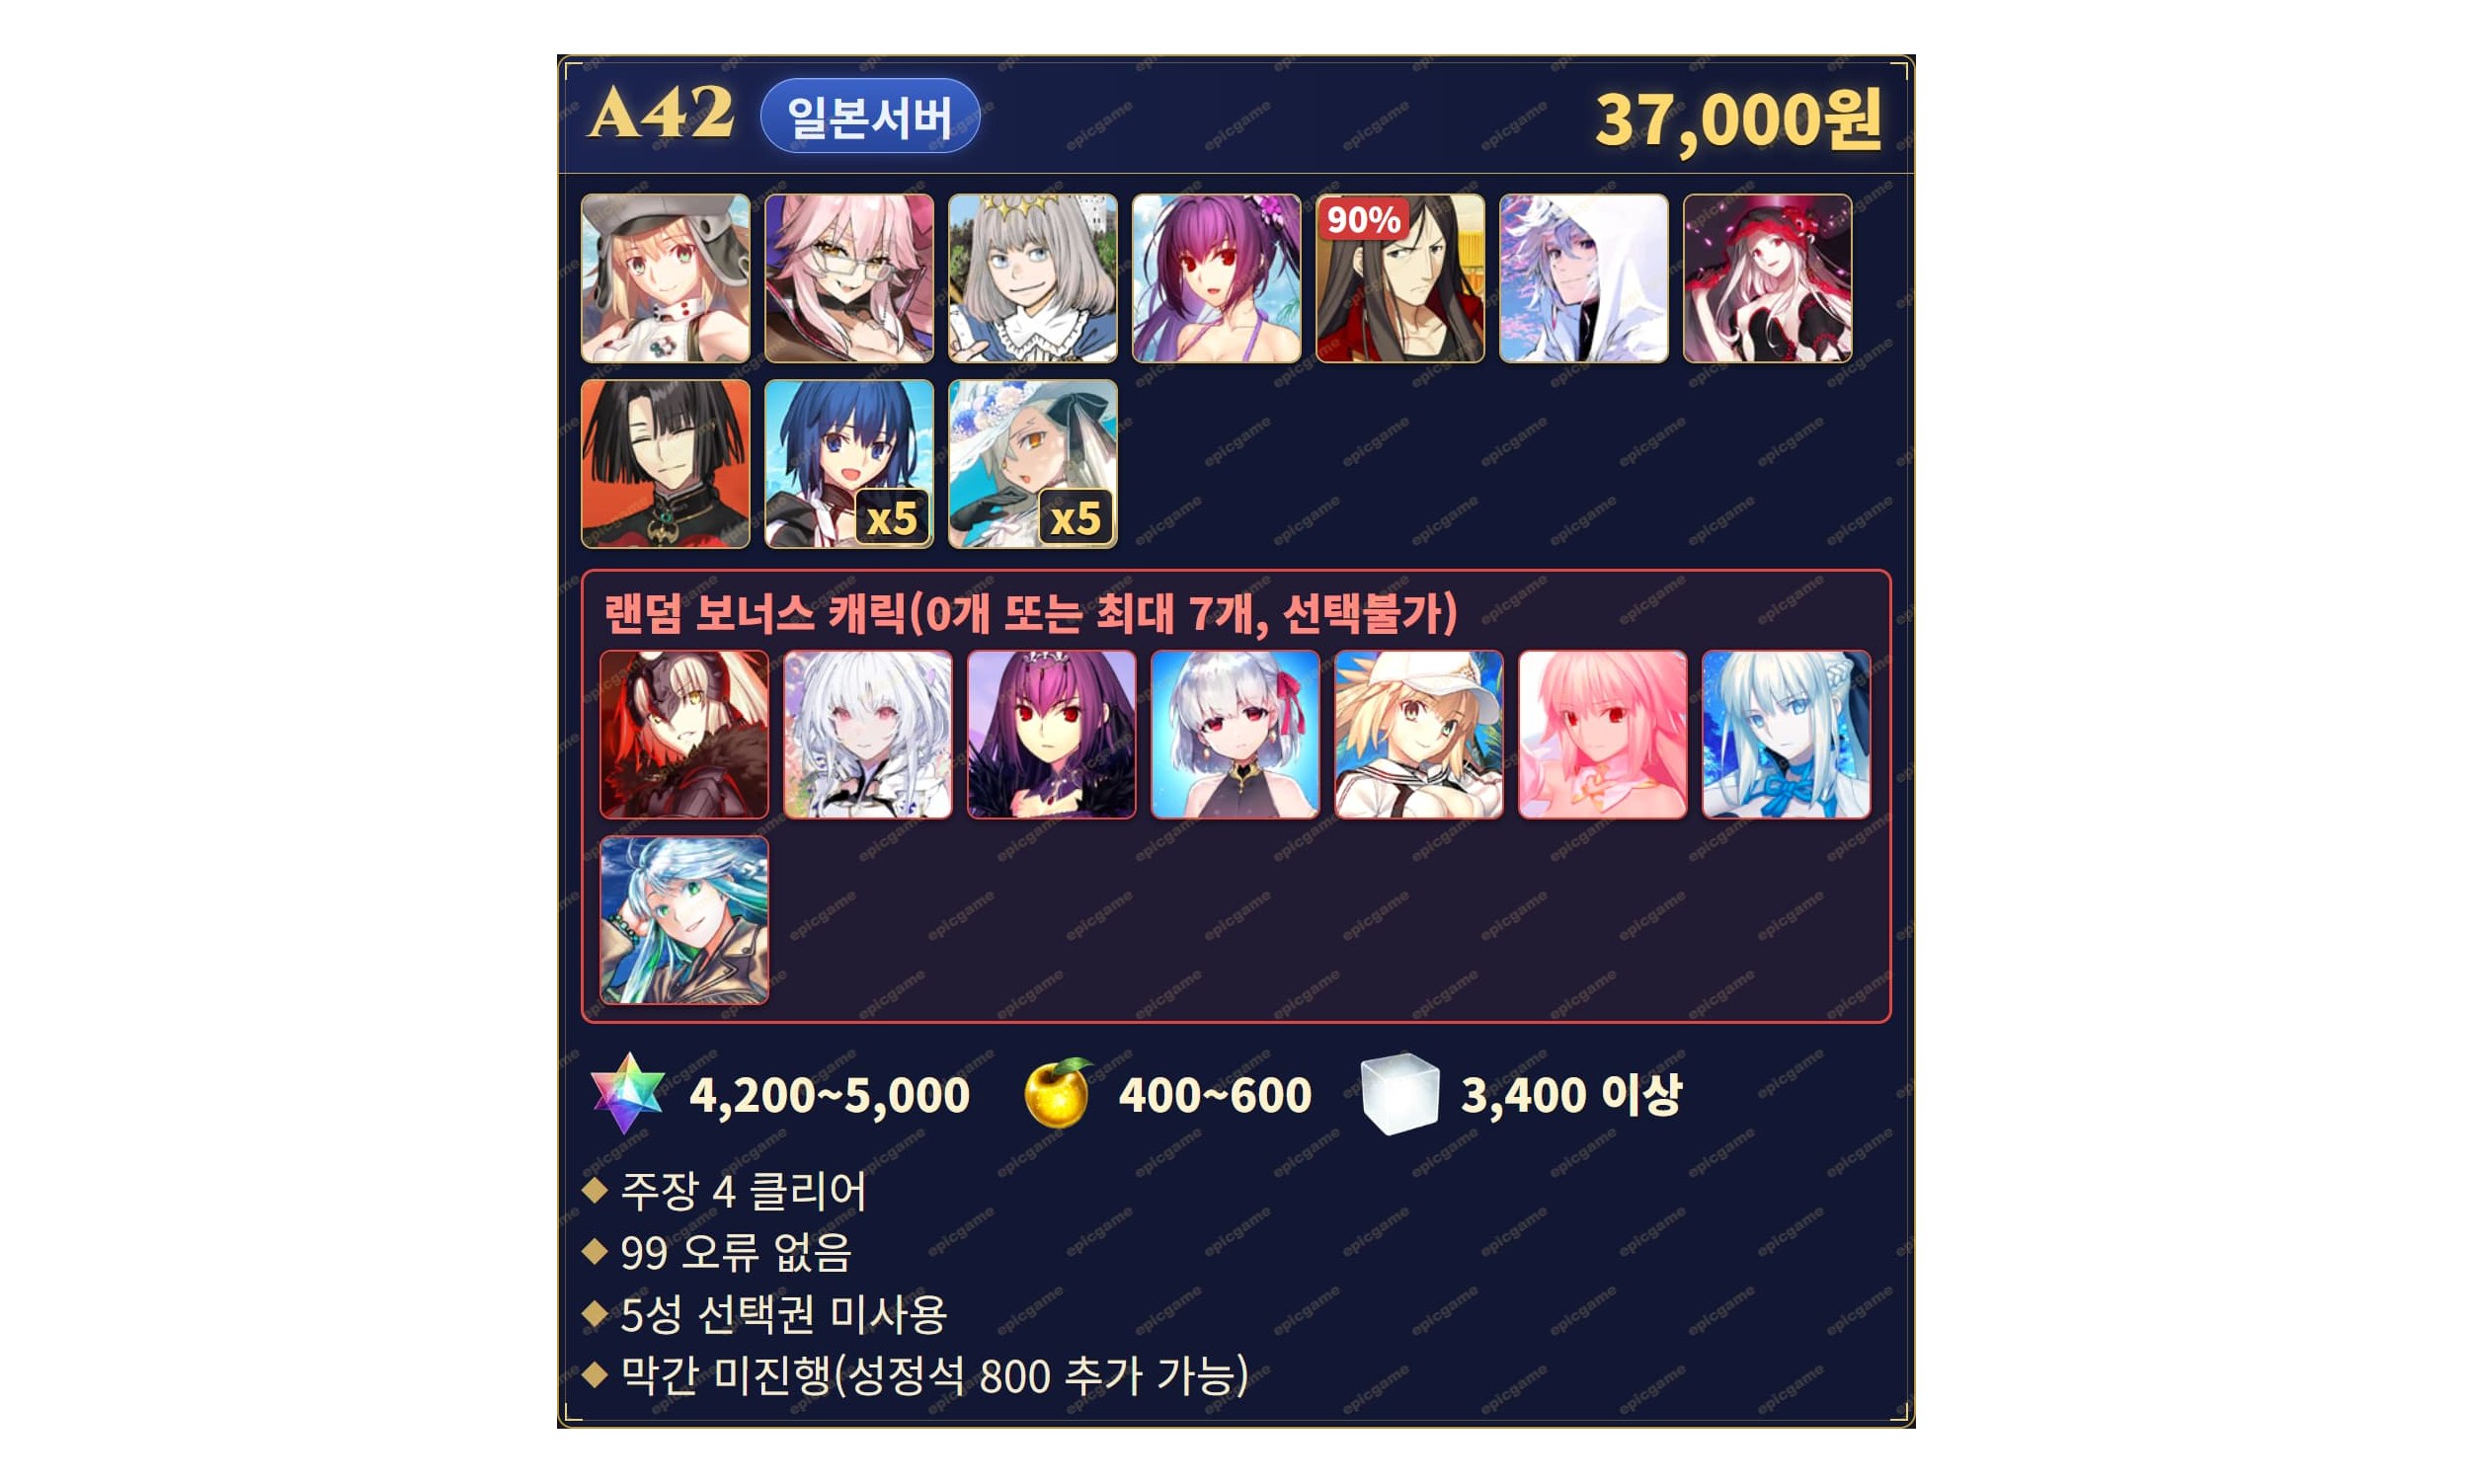 A42 일본서버 37,000원
90%
x5 x5
랜덤 보너스 캐릭(0개 또는 최대 7개, 선택불가)
4,200~5,000 400~600 3,400 이상
주장 4 클리어
99 오류 없음
5성 선택권 미사용
막간 미진행(성정석 800 추가 가능)
epicgame